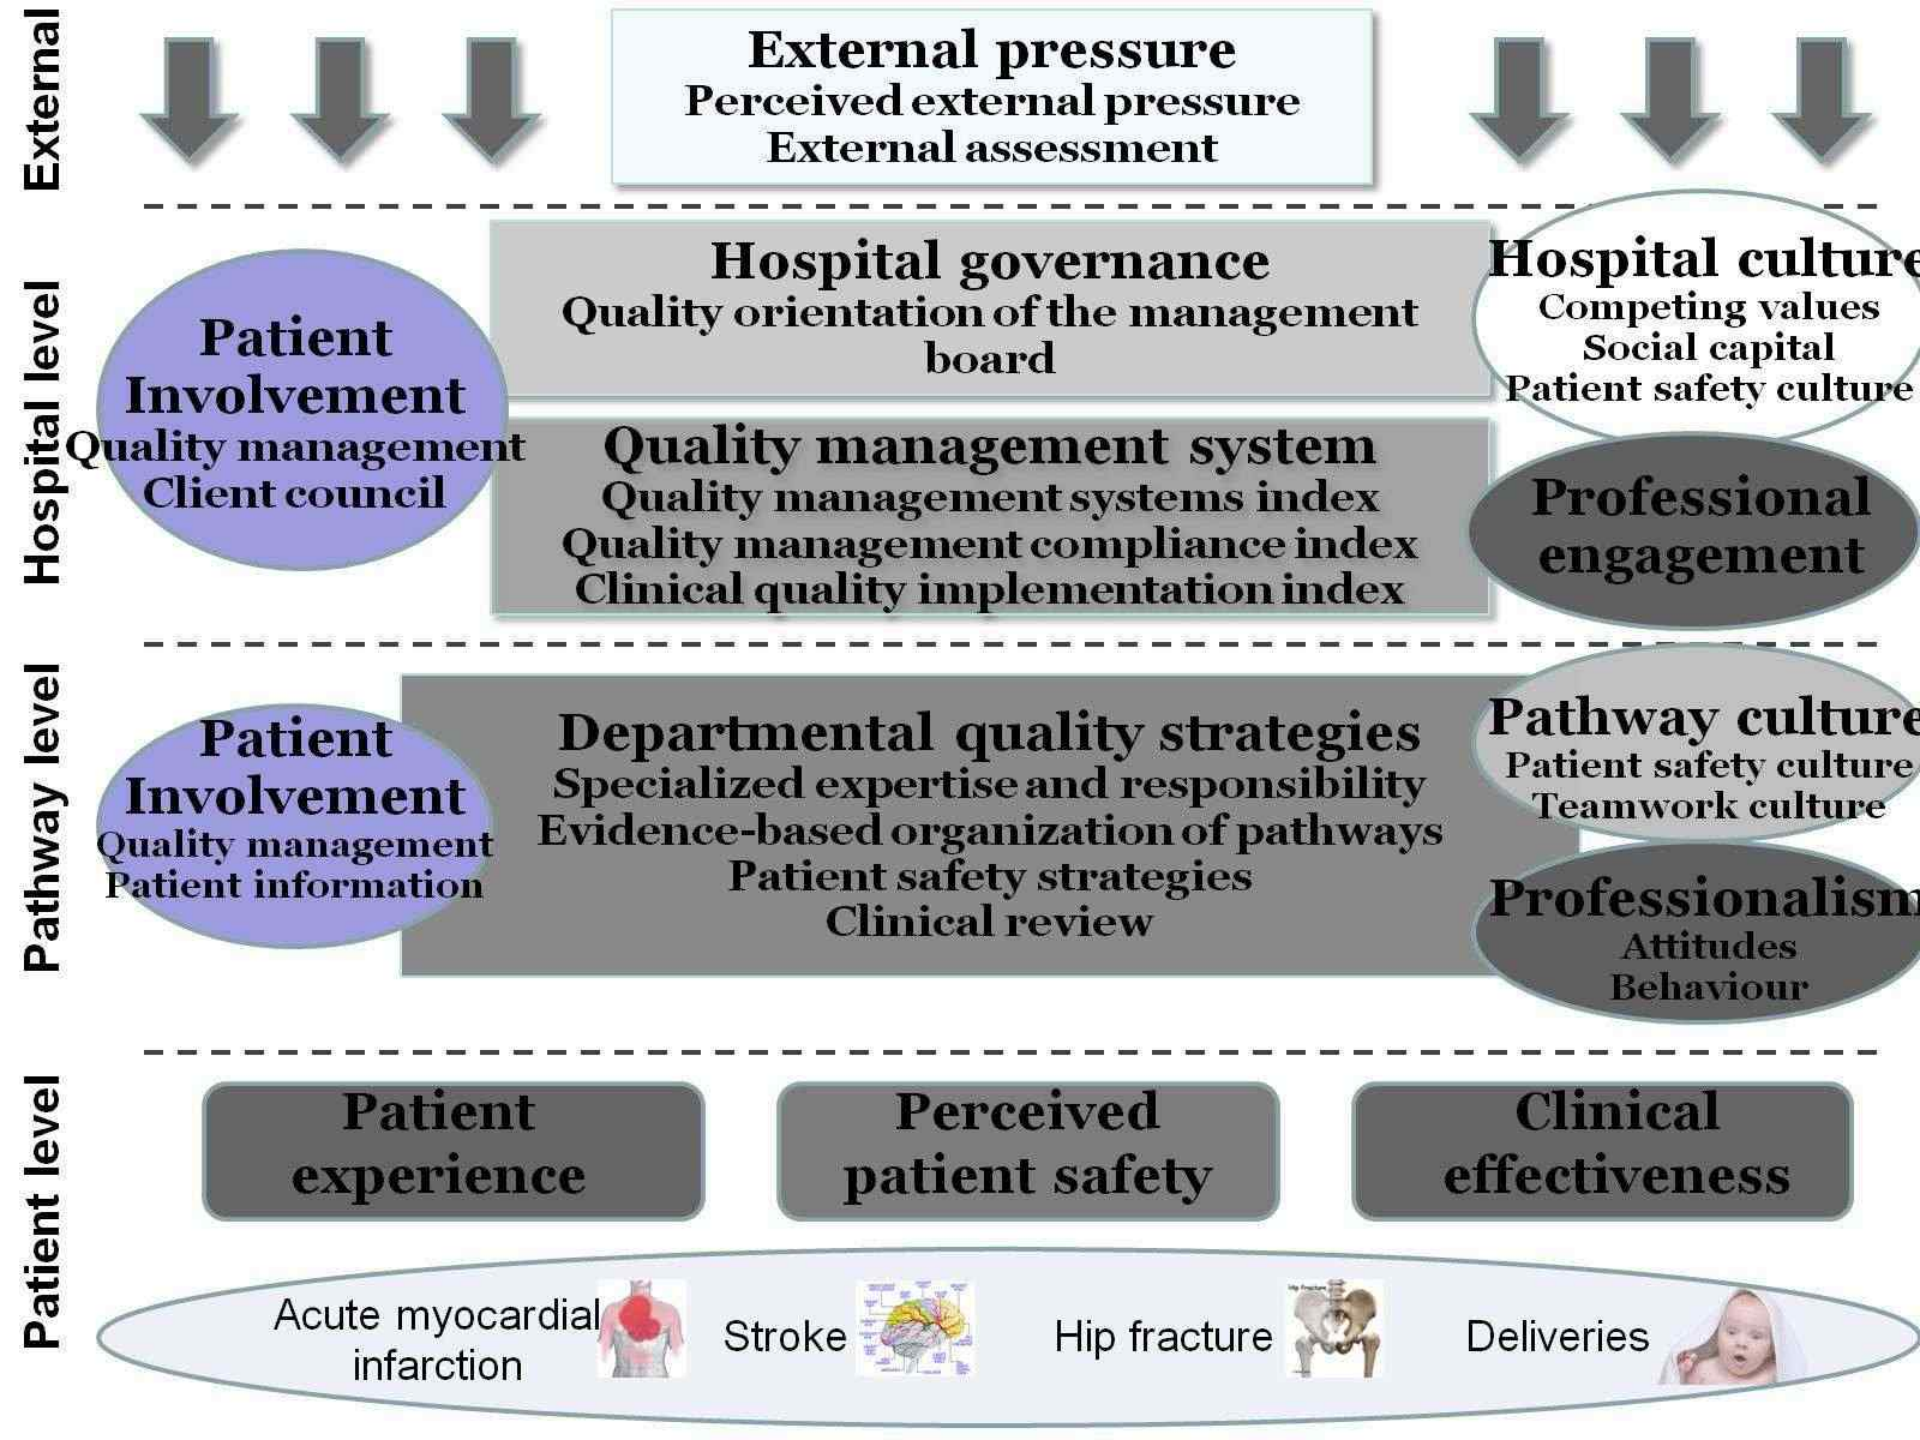 External
External pressure
Perceived external pressure
External assessment
Hospital level
Patient
Involvement
Quality management
Client council
Hospital governance
Quality orientation of the management
board
Quality management system
Quality management systems index
Quality management compliance index
Clinical quality implementation index
Hospital culture
Competing values
Social capital
Patient safety culture
Professional
engagement
Pathway level
Patient
Involvement
Quality management
Patient information
Departmental quality strategies
Specialized expertise and responsibility
Evidence-based organization of pathways
Patient safety strategies
Clinical review
Pathway culture
Patient safety culture
Teamwork culture
Professionalism
Attitudes
Behaviour
Patient level
Patient
experience
Perceived
patient safety
Clinical
effectiveness
Acute myocardial
infarction
Stroke
Hip fracture
Hip fracture
Deliveries